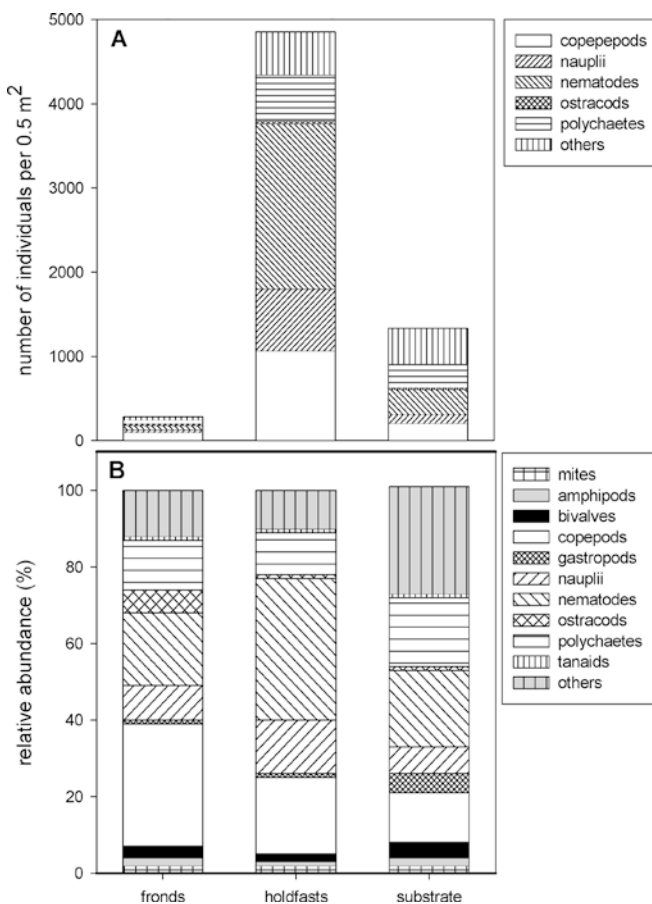 A
number of individuals per 0.5 m²
5000
4000
3000
2000
1000
0
copepepods
nauplii
nematodes
ostracods
polychaetes
others
B
relative abundance (%)
100
80
60
40
20
0
fronds
holdfasts
substrate
mites
amphipods
bivalves
copepods
gastropods
nauplii
nematodes
ostracods
polychaetes
tanaids
others